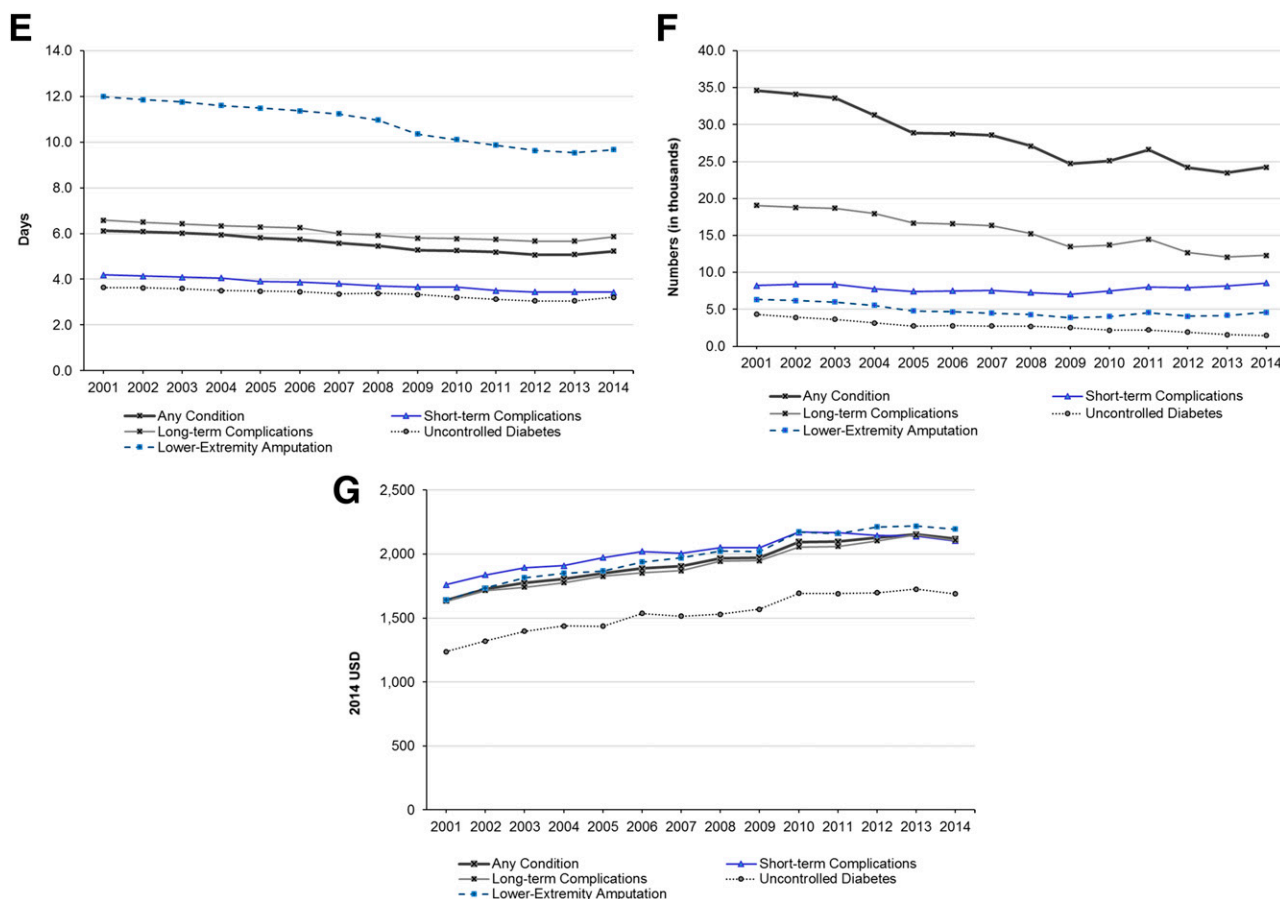 E
14.0
12.0
10.0
8.0
6.0
4.0
2.0
0.0
Days
2001 2002 2003 2004 2005 2006 2007 2008 2009 2010 2011 2012 2013 2014
Any Condition Short-term Complications
Long-term Complications Uncontrolled Diabetes
Lower-Extremity Amputation
F
40.0
35.0
30.0
25.0
20.0
15.0
10.0
5.0
0.0
Numbers (in thousands)
2001 2002 2003 2004 2005 2006 2007 2008 2009 2010 2011 2012 2013 2014
Any Condition Short-term Complications
Long-term Complications Uncontrolled Diabetes
Lower-Extremity Amputation
G
2,500
2,000
1,500
1,000
500
0
2014 USD
2001 2002 2003 2004 2005 2006 2007 2008 2009 2010 2011 2012 2013 2014
Any Condition Short-term Complications
Long-term Complications Uncontrolled Diabetes
Lower-Extremity Amputation